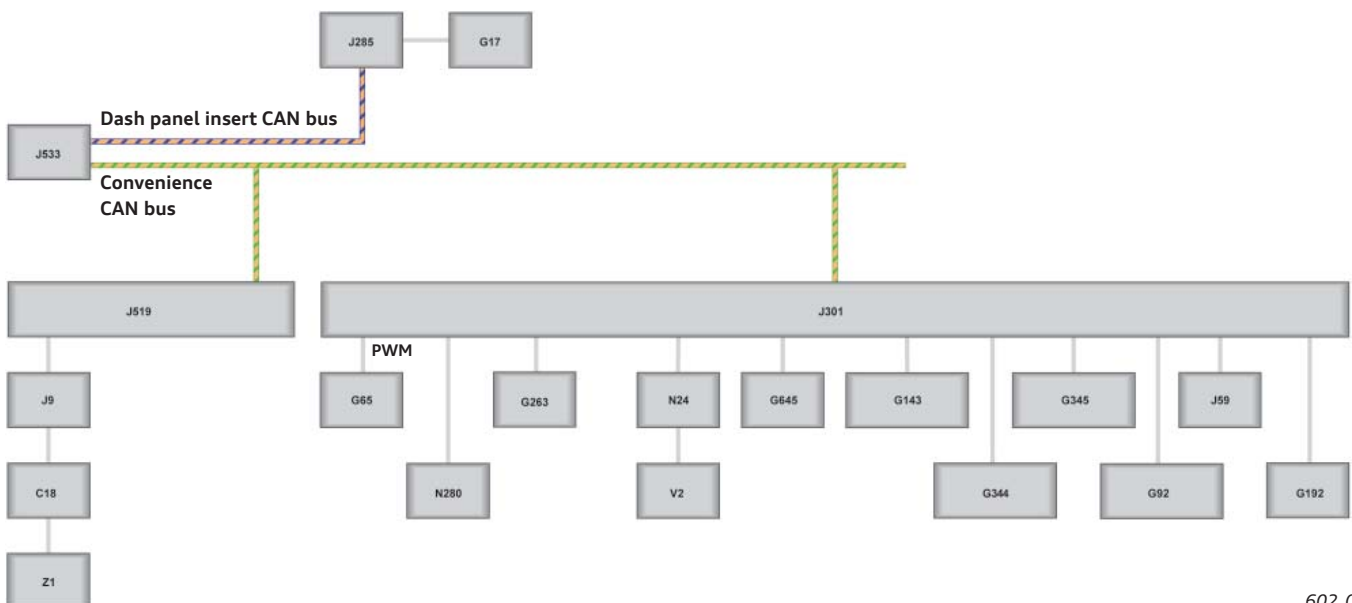 J285
G17
Dash panel insert CAN bus
J533
Convenience
CAN bus
J519
J301
PWM
J9
G65
G263
N24
G645
G143
G345
J59
C18
N280
V2
G344
G92
G192
Z1